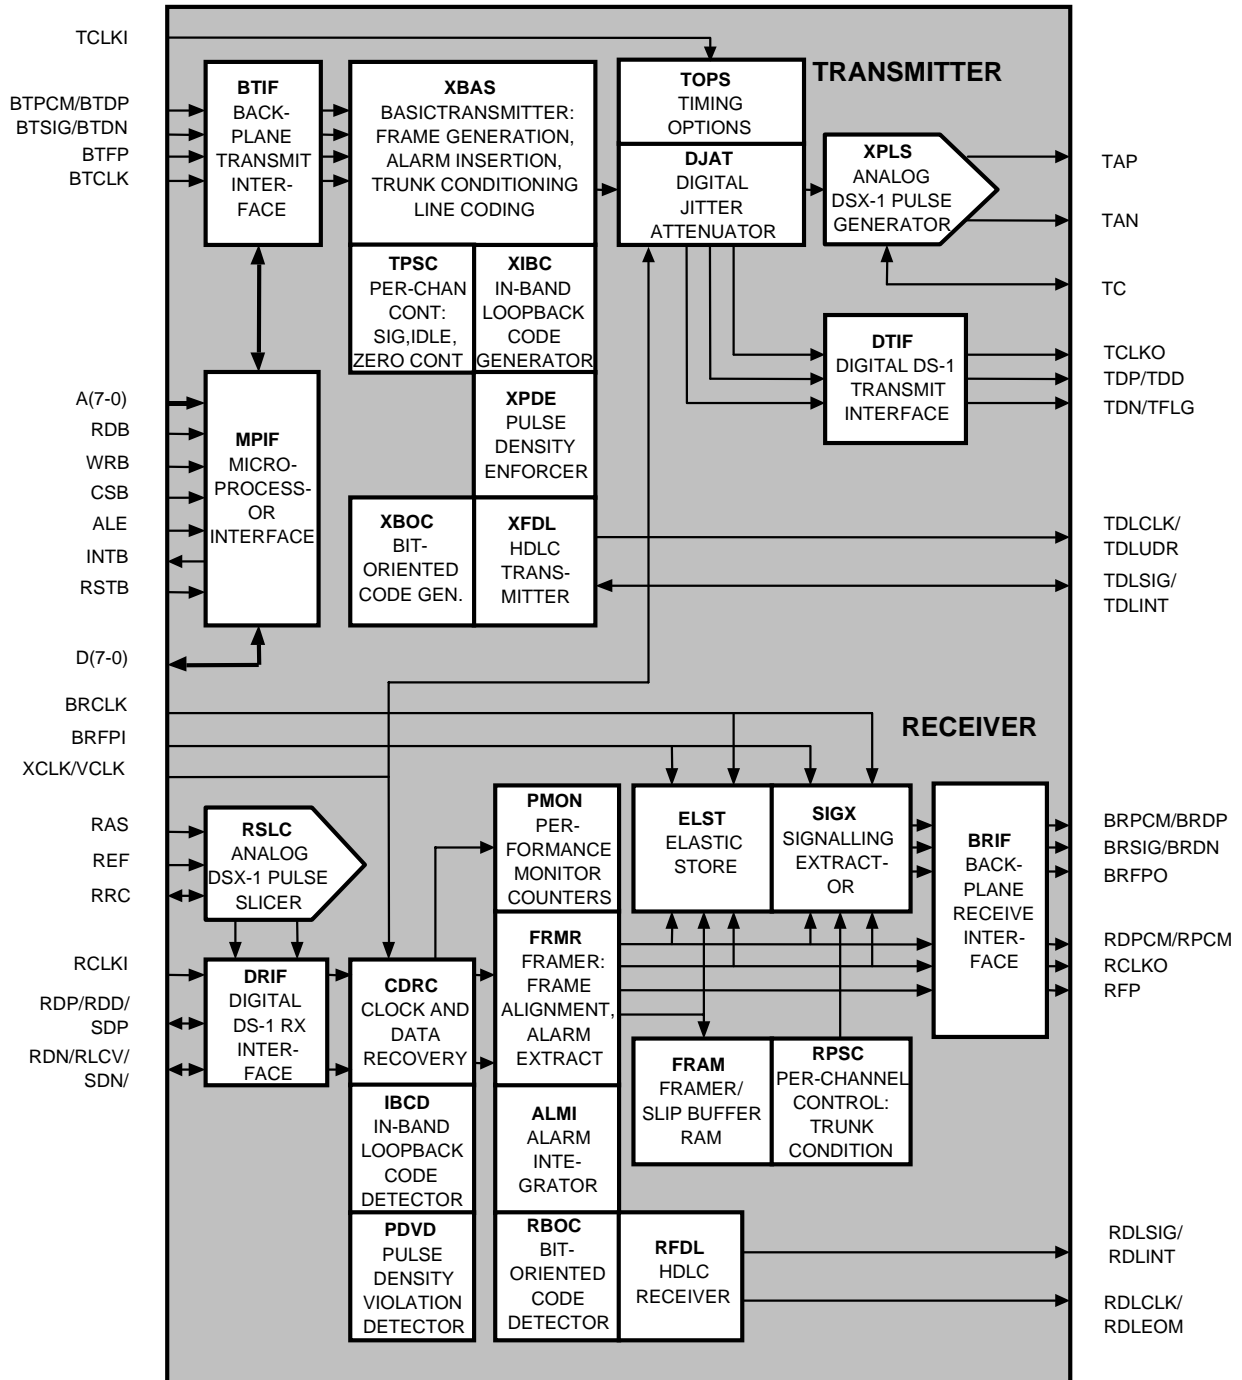 TCLKI
BTPCM/BTDP
BTSIG/BTDN
BTFP
BTCLK
BTIF
BACK-
PLANE
TRANSMIT
INTER-
FACE
XBAS
BASICTRANSMITTER:
FRAME GENERATION,
ALARM INSERTION,
TRUNK CONDITIONING
LINE CODING
TPSC
PER-CHAN
CONT:
SIG,IDLE,
ZERO CONT
XIBC
IN-BAND
LOOPBACK
CODE
GENERATOR
XPDE
PULSE
DENSITY
ENFORCER
XBOC
BIT-
ORIENTED
CODE GEN.
XFDL
HDLC
TRANS-
MITTER
TOPS
TIMING
OPTIONS
DJAT
DIGITAL
JITTER
ATTENUATOR
TRANSMITTER
XPLS
ANALOG
DSX-1 PULSE
GENERATOR
DTIF
DIGITAL DS-1
TRANSMIT
INTERFACE
TAP
TAN
TC
TCLKO
TDP/TDD
TDN/TFLG
TDLCLK/
TDLUDR
TDLSIG/
TDLINT
A(7-0)
RDB
WRB
CSB
ALE
INTB
RSTB
D(7-0)
MPIF
MICRO-
PROCESS-
OR
INTERFACE
BRCLK
BRFPI
XCLK/VCLK
RAS
REF
RRC
RCLKI
RDP/RDD/
SDP
RDN/RLCV/
SDN/
RECEIVER
RSLC
ANALOG
DSX-1 PULSE
SLICER
DRIF
DIGITAL
DS-1 RX
INTER-
FACE
CDRC
CLOCK AND
DATA
RECOVERY
IBCD
IN-BAND
LOOPBACK
CODE
DETECTOR
PDVD
PULSE
DENSITY
VIOLATION
DETECTOR
PMON
PER-
FORMANCE
MONITOR
COUNTERS
FRMR
FRAMER:
FRAME
ALIGNMENT,
ALARM
EXTRACT
ALMI
ALARM
INTE-
GRATOR
RBOC
BIT-
ORIENTED
CODE
DETECTOR
RFDL
HDLC
RECEIVER
ELST
ELASTIC
STORE
SIGX
SIGNALLING
EXTRACT-
OR
FRAM
FRAMER/
SLIP BUFFER
RAM
RPSC
PER-CHANNEL
CONTROL:
TRUNK
CONDITION
BRIF
BACK-
PLANE
RECEIVE
INTER-
FACE
BRPCM/BRDP
BRSIG/BRDN
BRFPO
RDPCM/RPCM
RCLKO
RFP
RDLSIG/
RDLINT
RDLCLK/
RDLEOM